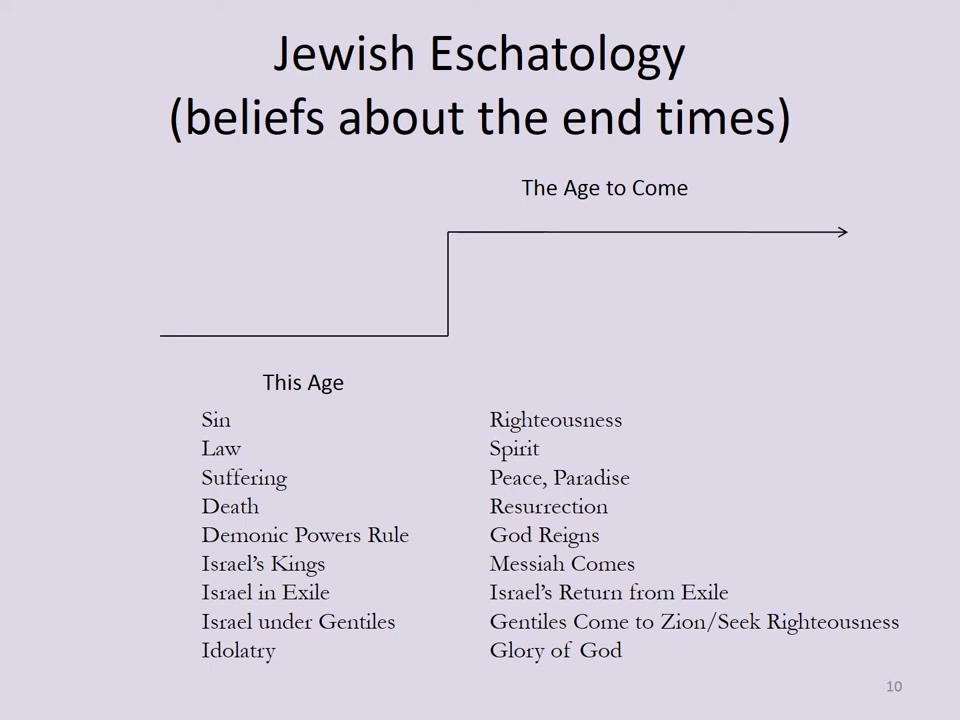 Jewish Eschatology
(beliefs about the end times)
The Age to Come
This Age
Sin Righteousness
Law Spirit
Suffering Peace, Paradise
Death Resurrection
Demonic Powers Rule God Reigns
Israel’s Kings Messiah Comes
Israel in Exile Israel’s Return from Exile
Israel under Gentiles Gentiles Come to Zion/Seek Righteousness
Idolatry Glory of God
10